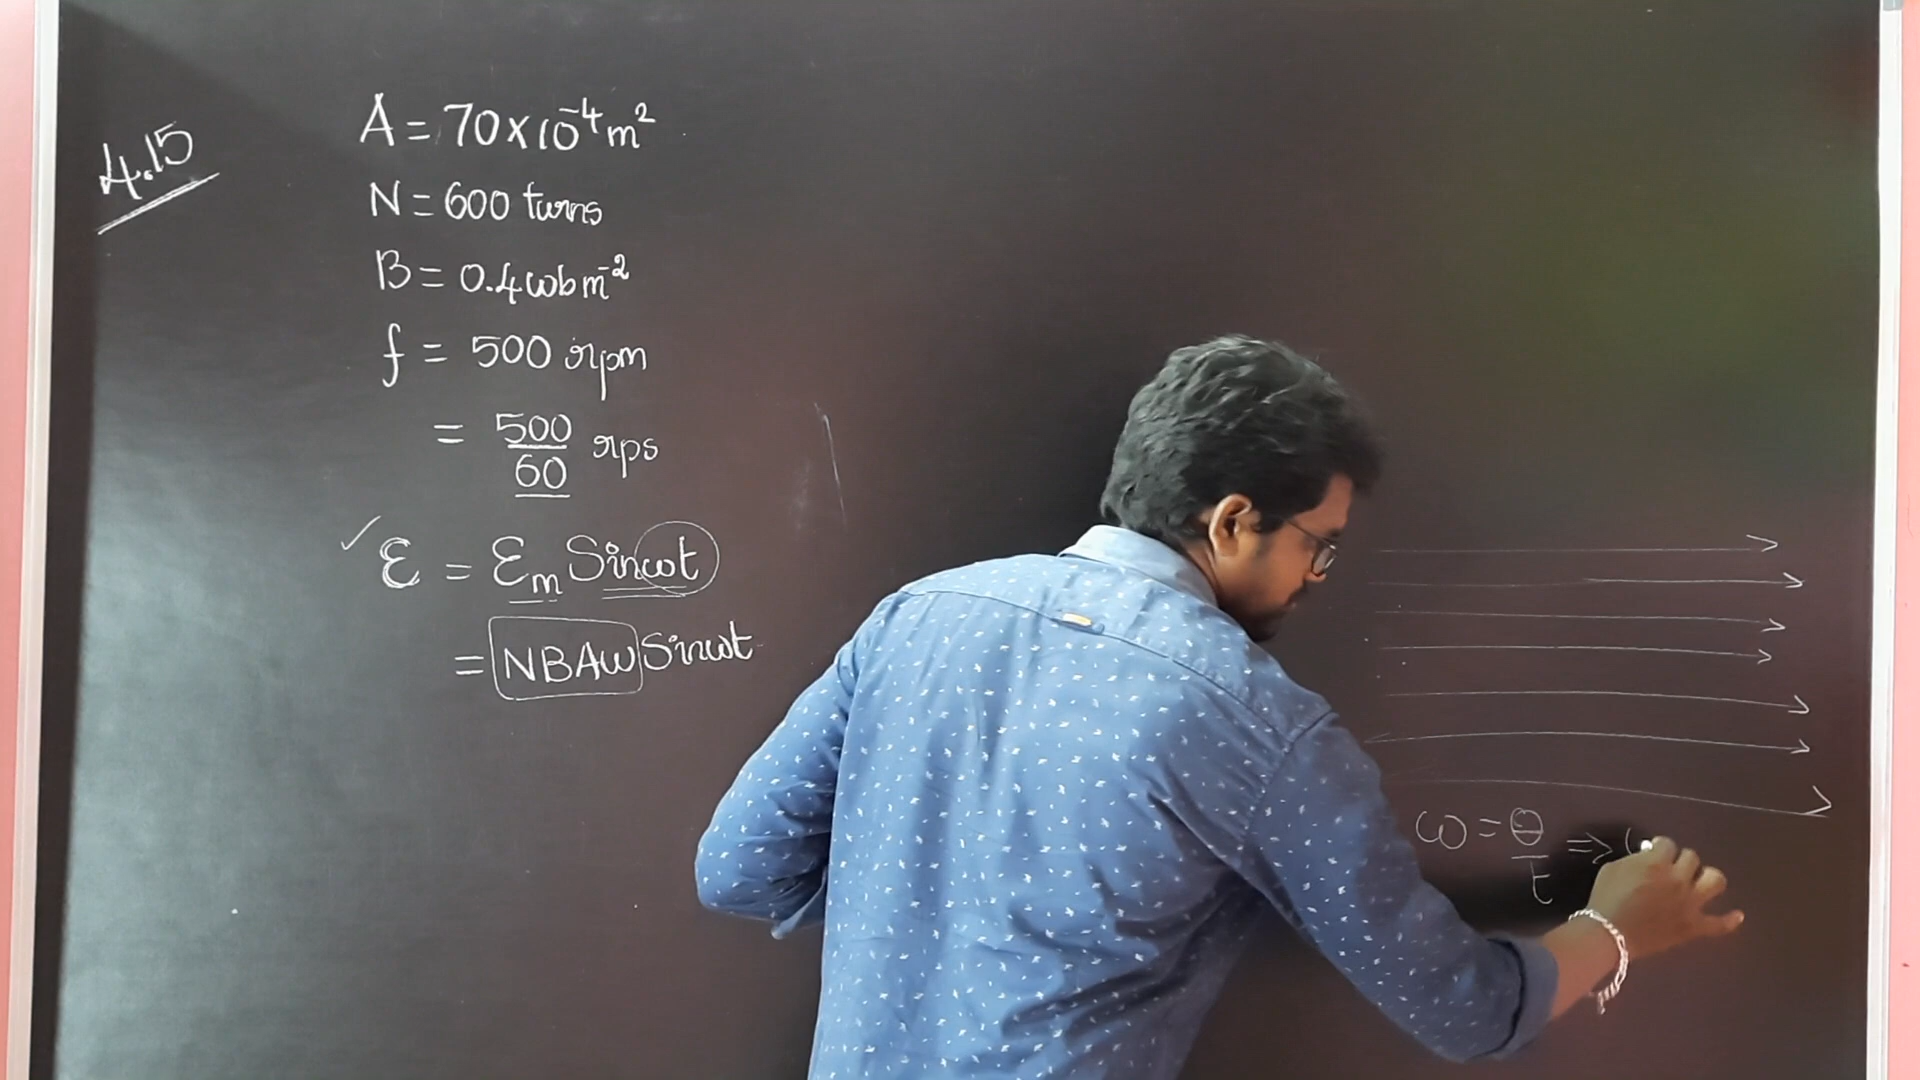 4.15
A = 70×10⁻⁴ m²
N = 600 turns
B = 0.4 wb m⁻²
f = 500 rpm
= 500/60 rps
✓ ε = εₘ Sinωt
= NBAω Sinωt
ω = θ/t ⇒